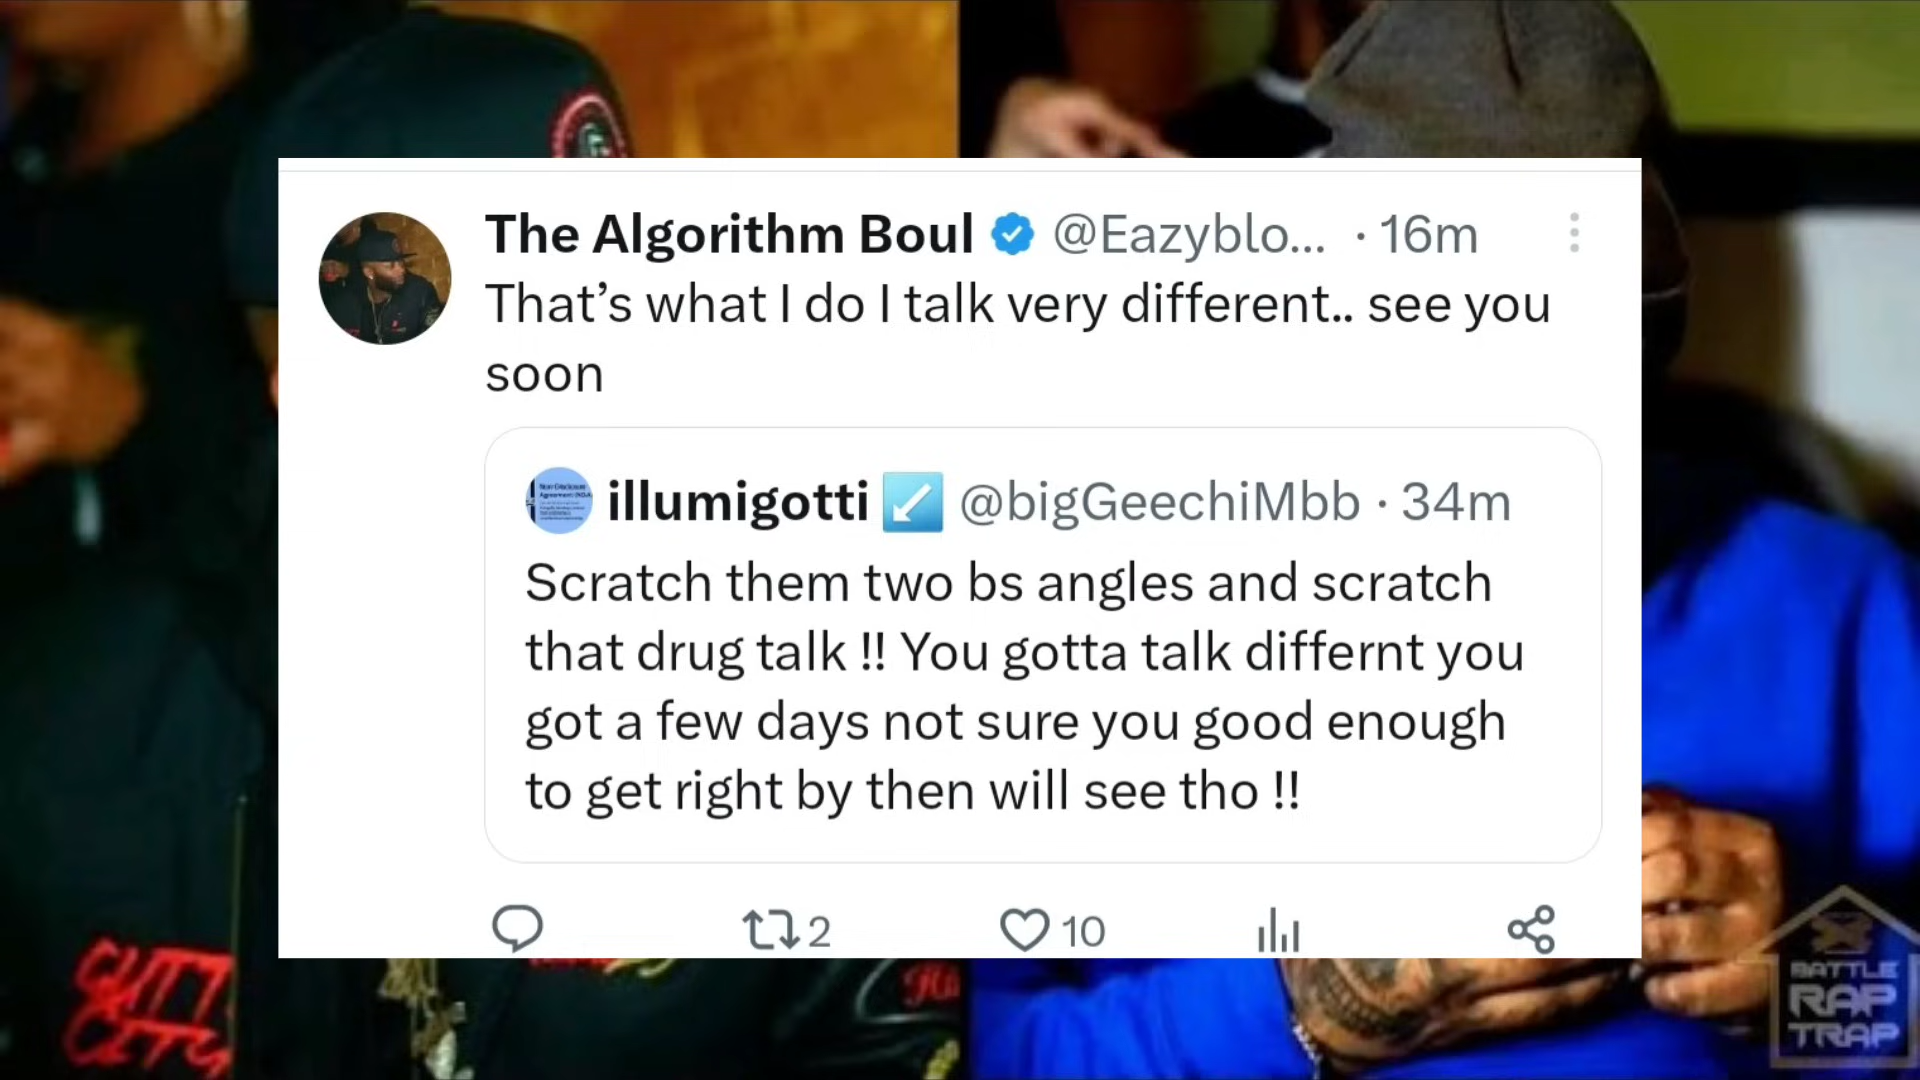 The Algorithm Boul @Eazyblo... · 16m
That’s what I do I talk very different.. see you
soon
illumigotti ↙️ @bigGeechiMbb · 34m
Scratch them two bs angles and scratch
that drug talk !! You gotta talk differnt you
got a few days not sure you good enough
to get right by then will see tho !!
2 10
BATTLE
RAP
TRAP